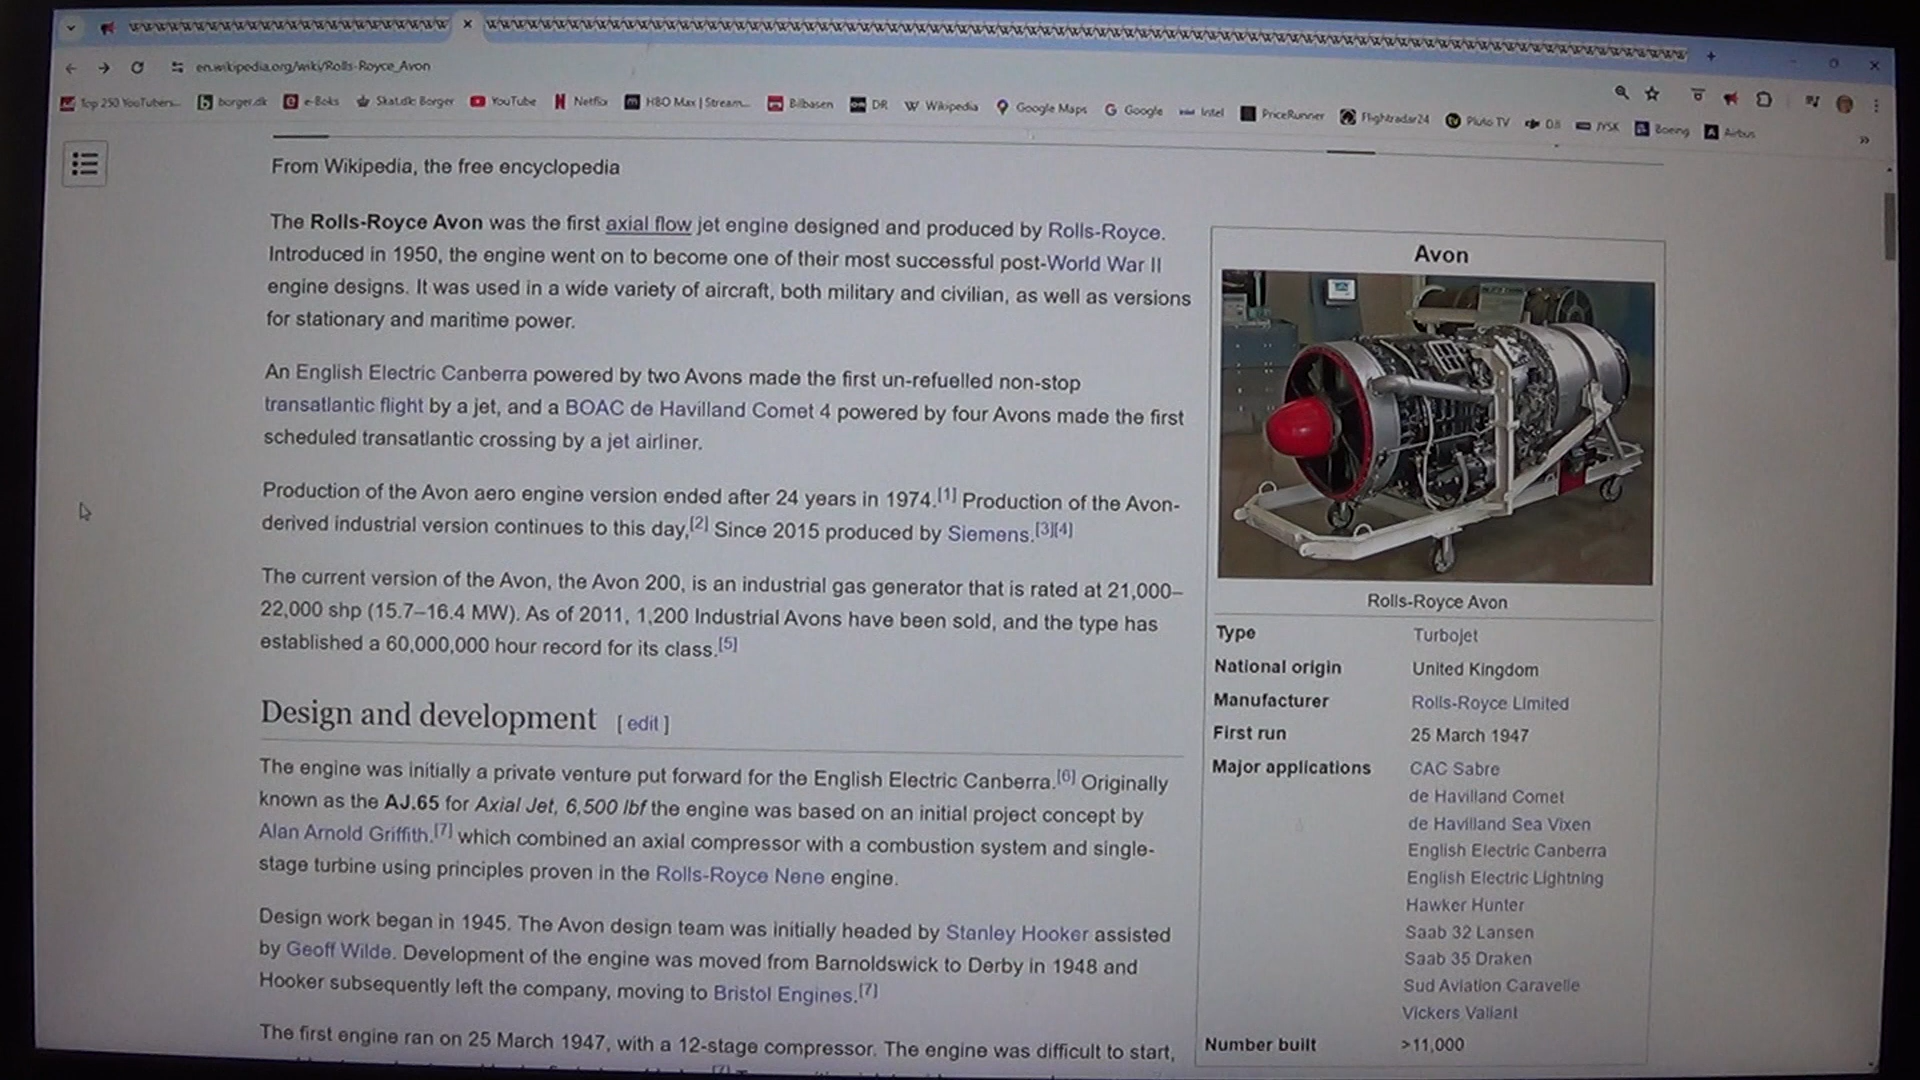 en.wikipedia.org/wiki/Rolls-Royce_Avon
Top 250 YouTubers... borger.dk e-Boks Skat.dk: Borger YouTube Netflix HBO Max | Stream... Bilbasen DR Wikipedia Google Maps Google Intel PriceRunner Flightradar24 Pluto TV DJI JYSK Boeing Airbus
From Wikipedia, the free encyclopedia
The Rolls-Royce Avon was the first axial flow jet engine designed and produced by Rolls-Royce.
Introduced in 1950, the engine went on to become one of their most successful post-World War II
engine designs. It was used in a wide variety of aircraft, both military and civilian, as well as versions
for stationary and maritime power.
An English Electric Canberra powered by two Avons made the first un-refuelled non-stop
transatlantic flight by a jet, and a BOAC de Havilland Comet 4 powered by four Avons made the first
scheduled transatlantic crossing by a jet airliner.
Production of the Avon aero engine version ended after 24 years in 1974.[1] Production of the Avon-
derived industrial version continues to this day,[2] Since 2015 produced by Siemens.[3][4]
The current version of the Avon, the Avon 200, is an industrial gas generator that is rated at 21,000–
22,000 shp (15.7–16.4 MW). As of 2011, 1,200 Industrial Avons have been sold, and the type has
established a 60,000,000 hour record for its class.[5]
Design and development [ edit ]
The engine was initially a private venture put forward for the English Electric Canberra.[6] Originally
known as the AJ.65 for Axial Jet, 6,500 lbf the engine was based on an initial project concept by
Alan Arnold Griffith.[7] which combined an axial compressor with a combustion system and single-
stage turbine using principles proven in the Rolls-Royce Nene engine.
Design work began in 1945. The Avon design team was initially headed by Stanley Hooker assisted
by Geoff Wilde. Development of the engine was moved from Barnoldswick to Derby in 1948 and
Hooker subsequently left the company, moving to Bristol Engines.[7]
The first engine ran on 25 March 1947, with a 12-stage compressor. The engine was difficult to start,
Avon
Rolls-Royce Avon
Type Turbojet
National origin United Kingdom
Manufacturer Rolls-Royce Limited
First run 25 March 1947
Major applications CAC Sabre
de Havilland Comet
de Havilland Sea Vixen
English Electric Canberra
English Electric Lightning
Hawker Hunter
Saab 32 Lansen
Saab 35 Draken
Sud Aviation Caravelle
Vickers Valiant
Number built >11,000